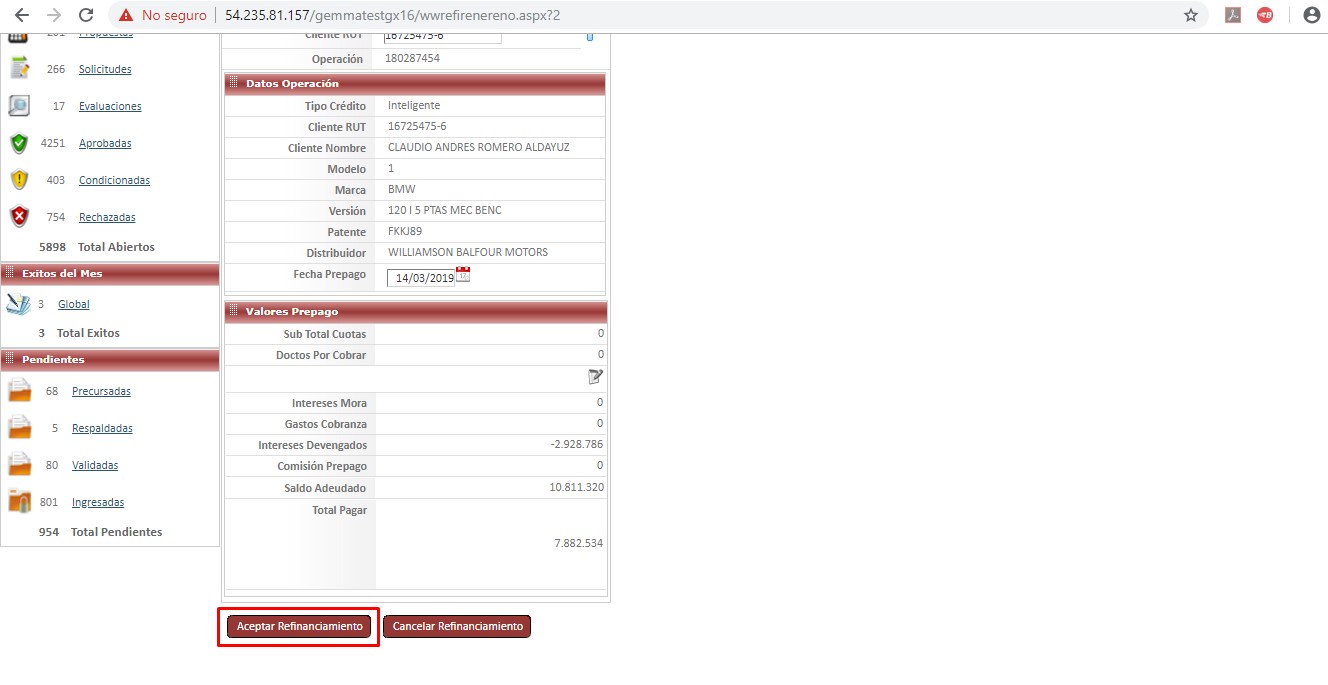 No seguro
54.235.81.157/gemmatestgx16/wwrefirenereno.aspx?2
201 Propuestas
266 Solicitudes
17 Evaluaciones
4251 Aprobadas
403 Condicionadas
754 Rechazadas
5898 Total Abiertos
Exitos del Mes
3 Global
3 Total Exitos
Pendientes
68 Precursadas
5 Respaldadas
80 Validadas
801 Ingresadas
954 Total Pendientes
Cliente RUT 16725475-6
Operación 180287454
Datos Operación
Tipo Crédito Inteligente
Cliente RUT 16725475-6
Cliente Nombre CLAUDIO ANDRES ROMERO ALDAYUZ
Modelo 1
Marca BMW
Versión 120 I 5 PTAS MEC BENC
Patente FKKJ89
Distribuidor WILLIAMSON BALFOUR MOTORS
Fecha Prepago 14/03/2019
Valores Prepago
Sub Total Cuotas 0
Doctos Por Cobrar 0
Intereses Mora 0
Gastos Cobranza 0
Intereses Devengados -2.928.786
Comisión Prepago 0
Saldo Adeudado 10.811.320
Total Pagar
7.882.534
Aceptar Refinanciamiento Cancelar Refinanciamiento